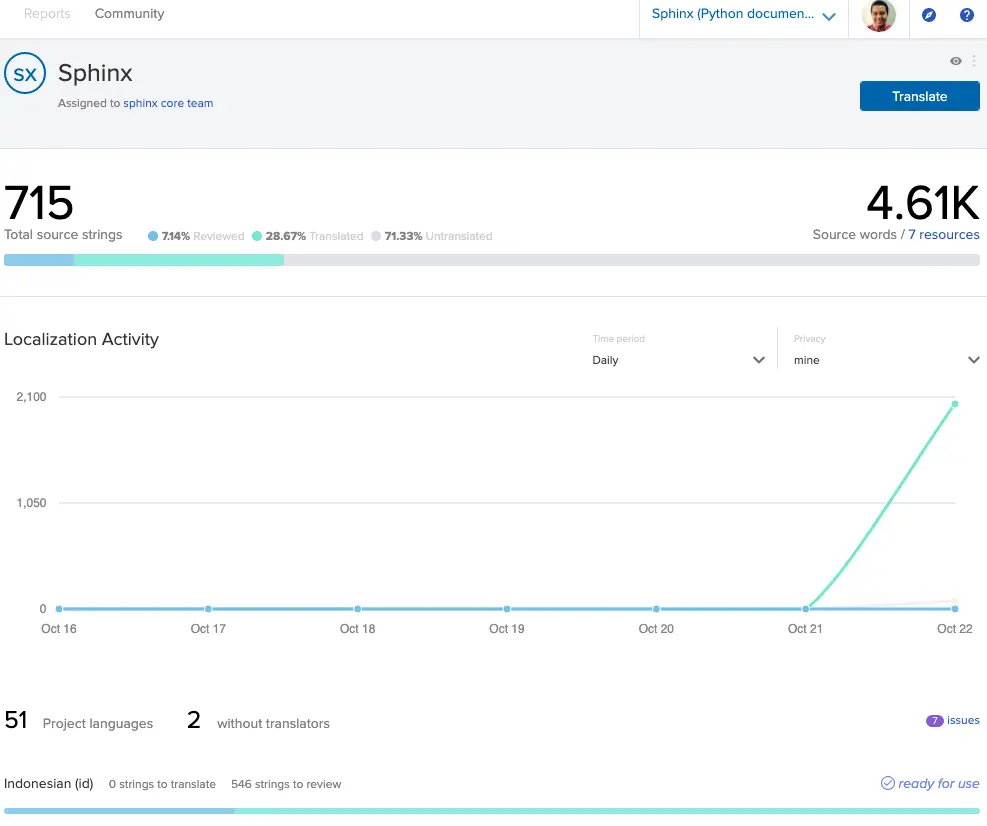 Reports Community Sphinx (Python documen... ?
SX Sphinx
Assigned to sphinx core team
Translate
715 4.61K
Total source strings 7.14% Reviewed 28.67% Translated 71.33% Untranslated Source words / 7 resources
Localization Activity
Time period Privacy
Daily mine
2,100
1,050
0
Oct 16 Oct 17 Oct 18 Oct 19 Oct 20 Oct 21 Oct 22
51 Project languages 2 without translators 7 issues
Indonesian (id) 0 strings to translate 546 strings to review ready for use